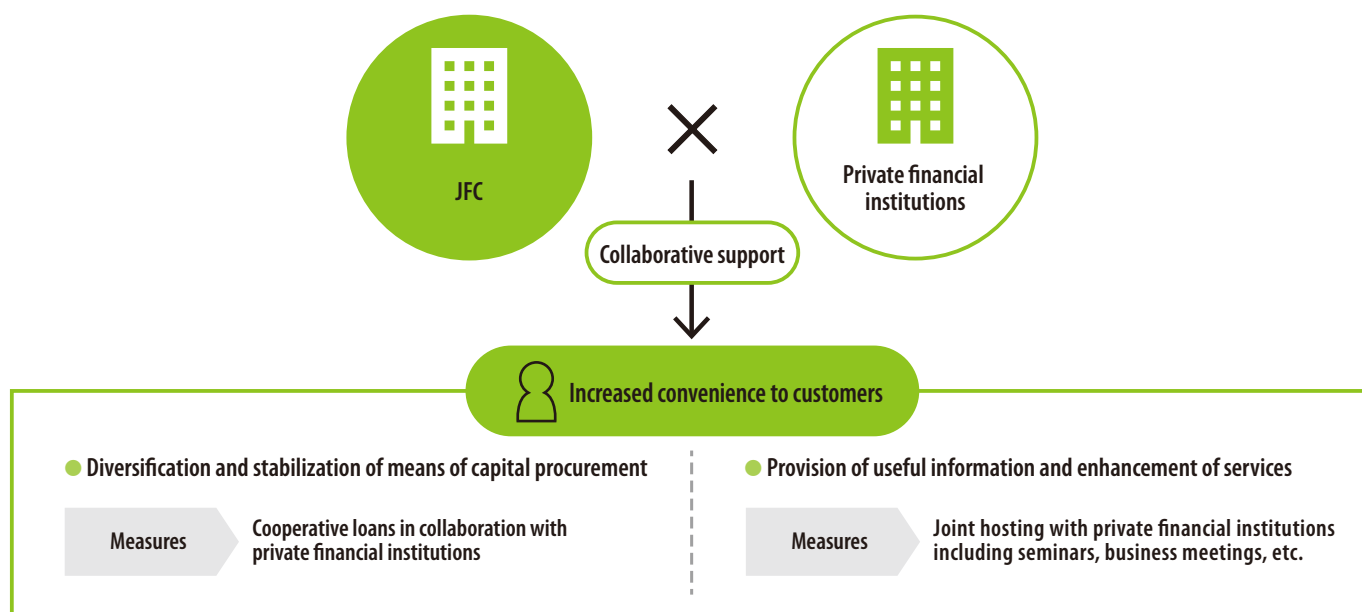 JFC
Private financial
institutions
Collaborative support
Increased convenience to customers
Diversification and stabilization of means of capital procurement
Measures
Cooperative loans in collaboration with
private financial institutions
Provision of useful information and enhancement of services
Measures
Joint hosting with private financial institutions
including seminars, business meetings, etc.